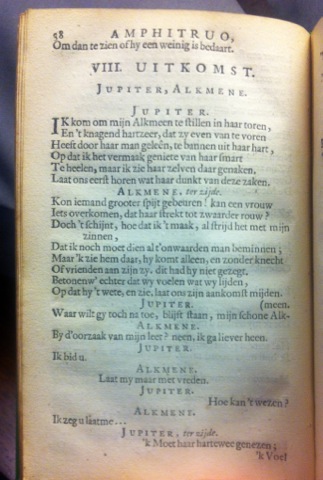 58 AMPHITRUO,
Om dan te zien of hy een weinig is bedaart.
VIII. UITKOMST.
JUPITER, ALKMENE.
JUPITER.
IK kom om mijn Alkmeen te stillen in haar toren,
En 't knagend hartzeer, dat zy even van te voren
Heeft door haar man geleên, te bannen uit haar hart,
Op dat ik het vermaak geniete van haar smart
Te heelen, maar ik zie haar zelven daar genaken.
Laat ons eerst horen wat haar dunkt van deze zaken.
ALKMENE, ter zijde.
Kon iemand grooter spijt gebeuren! kan een vrouw
Iets overkomen, dat haar strekt tot zwaarder rouw?
Doch 't schijnt, hoe dat ik 't maak, al strijd het met mijn
zinnen,
Dat ik noch moet dien al t'onwaarden man beminnen;
Maar 'k zie hem daar, hy komt alleen, en zonder knecht
Of vrienden aan zijn zy. dit had hy niet gezegt.
Betonenw' echter dat wy voelen wat wy lijden,
Op dat hy 't wete, en zie, laat ons zijn aankomst mijden.
JUPITER. (meen.
Waar wilt gy toch na toe, blijft staan, mijn schone Alk-
ALKMENE.
By d'oorzaak van mijn leet? neen, ik ga liever heen.
JUPITER.
Ik bid u.
ALKMENE.
Laat my maar met vreden.
JUPITER.
Hoe kan 't wezen?
ALKMENE.
Ik zeg u laat me...
JUPITER, ter zijde.
'k Moet haar hartewee genezen;
'k Voel